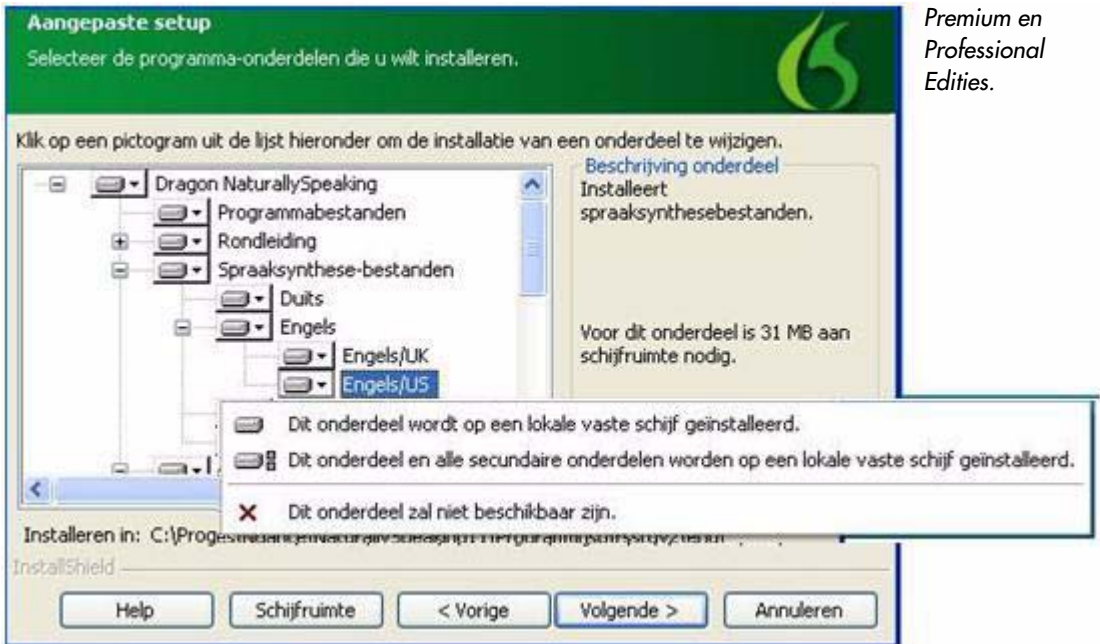 Aangepaste setup
Selecteer de programma-onderdelen die u wilt installeren.
Premium en
Professional
Edities.
Klik op een pictogram uit de lijst hieronder om de installatie van een onderdeel te wijzigen.
Dragon NaturallySpeaking
Programmabestanden
Rondleiding
Spraaksynthese-bestanden
Duits
Engels
Engels/UK
Engels/US
Beschrijving onderdeel
Installeert
spraaksynthesebestanden.
Voor dit onderdeel is 31 MB aan
schijfruimte nodig.
Dit onderdeel wordt op een lokale vaste schijf geïnstalleerd.
Dit onderdeel en alle secundaire onderdelen worden op een lokale vaste schijf geïnstalleerd.
Dit onderdeel zal niet beschikbaar zijn.
Installeren in:
InstallShield
Help
Schijfruimte
< Vorige
Volgende >
Annuleren